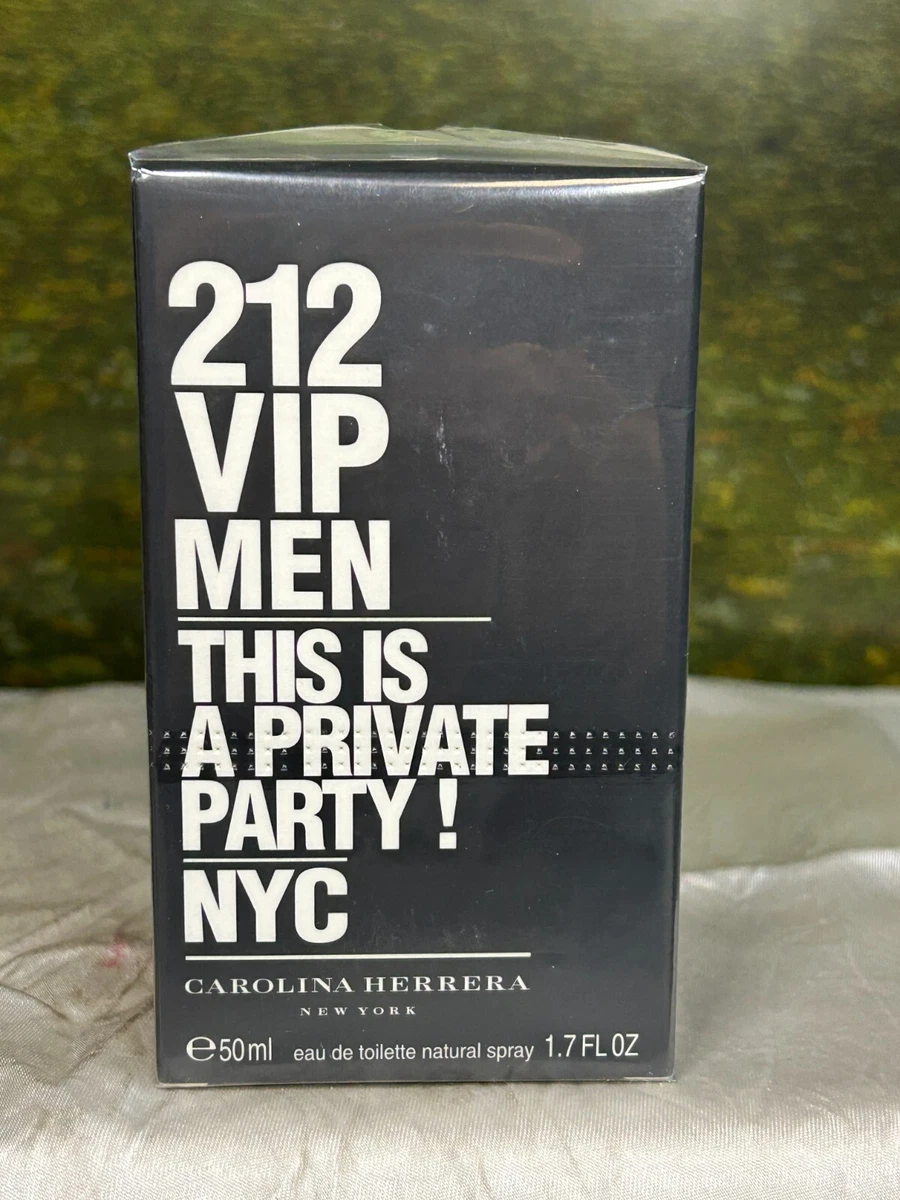 212
VIP
MEN
THIS IS
A PRIVATE
PARTY !
NYC
CAROLINA HERRERA
NEW YORK
℮50ml eau de toilette natural spray 1.7 FL OZ